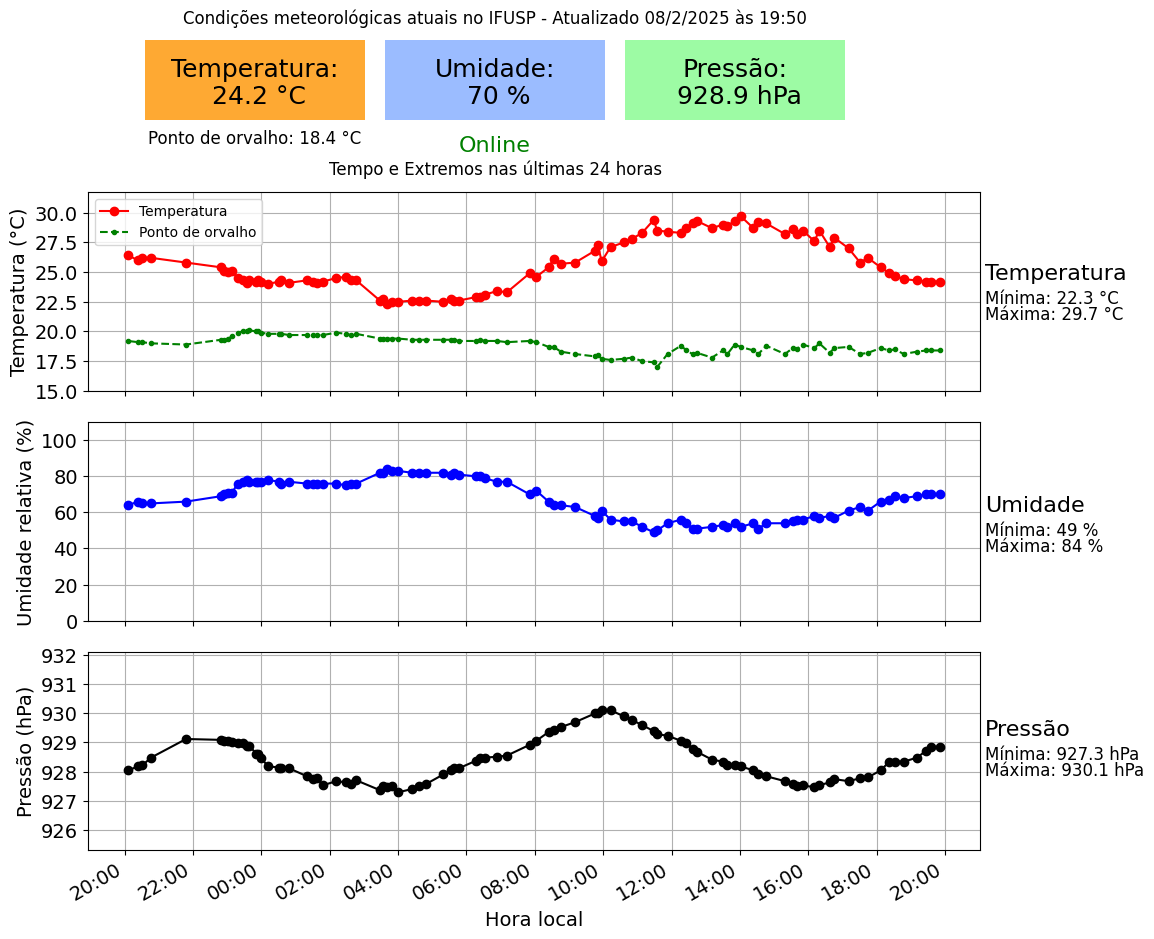 Condições meteorológicas atuais no IFUSP - Atualizado 08/2/2025 às 19:50
Temperatura:
24.2 °C
Umidade:
70 %
Pressão:
928.9 hPa
Ponto de orvalho: 18.4 °C
Online
Tempo e Extremos nas últimas 24 horas
Temperatura (°C)
30.0
27.5
25.0
22.5
20.0
17.5
15.0
Temperatura
Ponto de orvalho
Temperatura
Mínima: 22.3 °C
Máxima: 29.7 °C
Umidade relativa (%)
100
80
60
40
20
0
Umidade
Mínima: 49 %
Máxima: 84 %
Pressão (hPa)
932
931
930
929
928
927
926
Pressão
Mínima: 927.3 hPa
Máxima: 930.1 hPa
20:00
22:00
00:00
02:00
04:00
06:00
08:00
10:00
12:00
14:00
16:00
18:00
20:00
Hora local